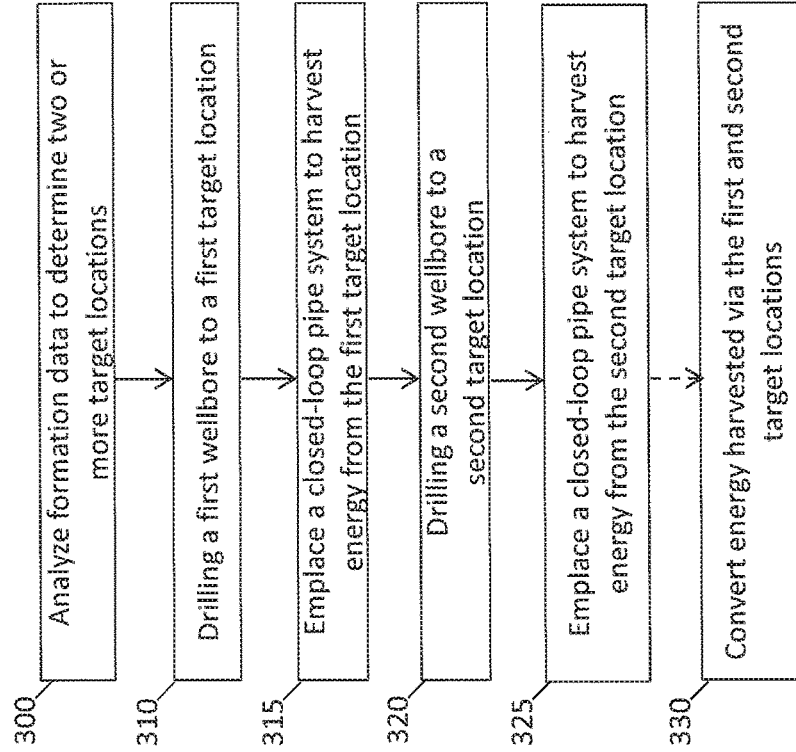 300
Analyze formation data to determine two or
more target locations
310
Drilling a first wellbore to a first target location
315
Emplace a closed-loop pipe system to harvest
energy from the first target location
320
Drilling a second wellbore to a
second target location
325
Emplace a closed-loop pipe system to harvest
energy from the second target location
330
Convert energy harvested via the first and second
target locations